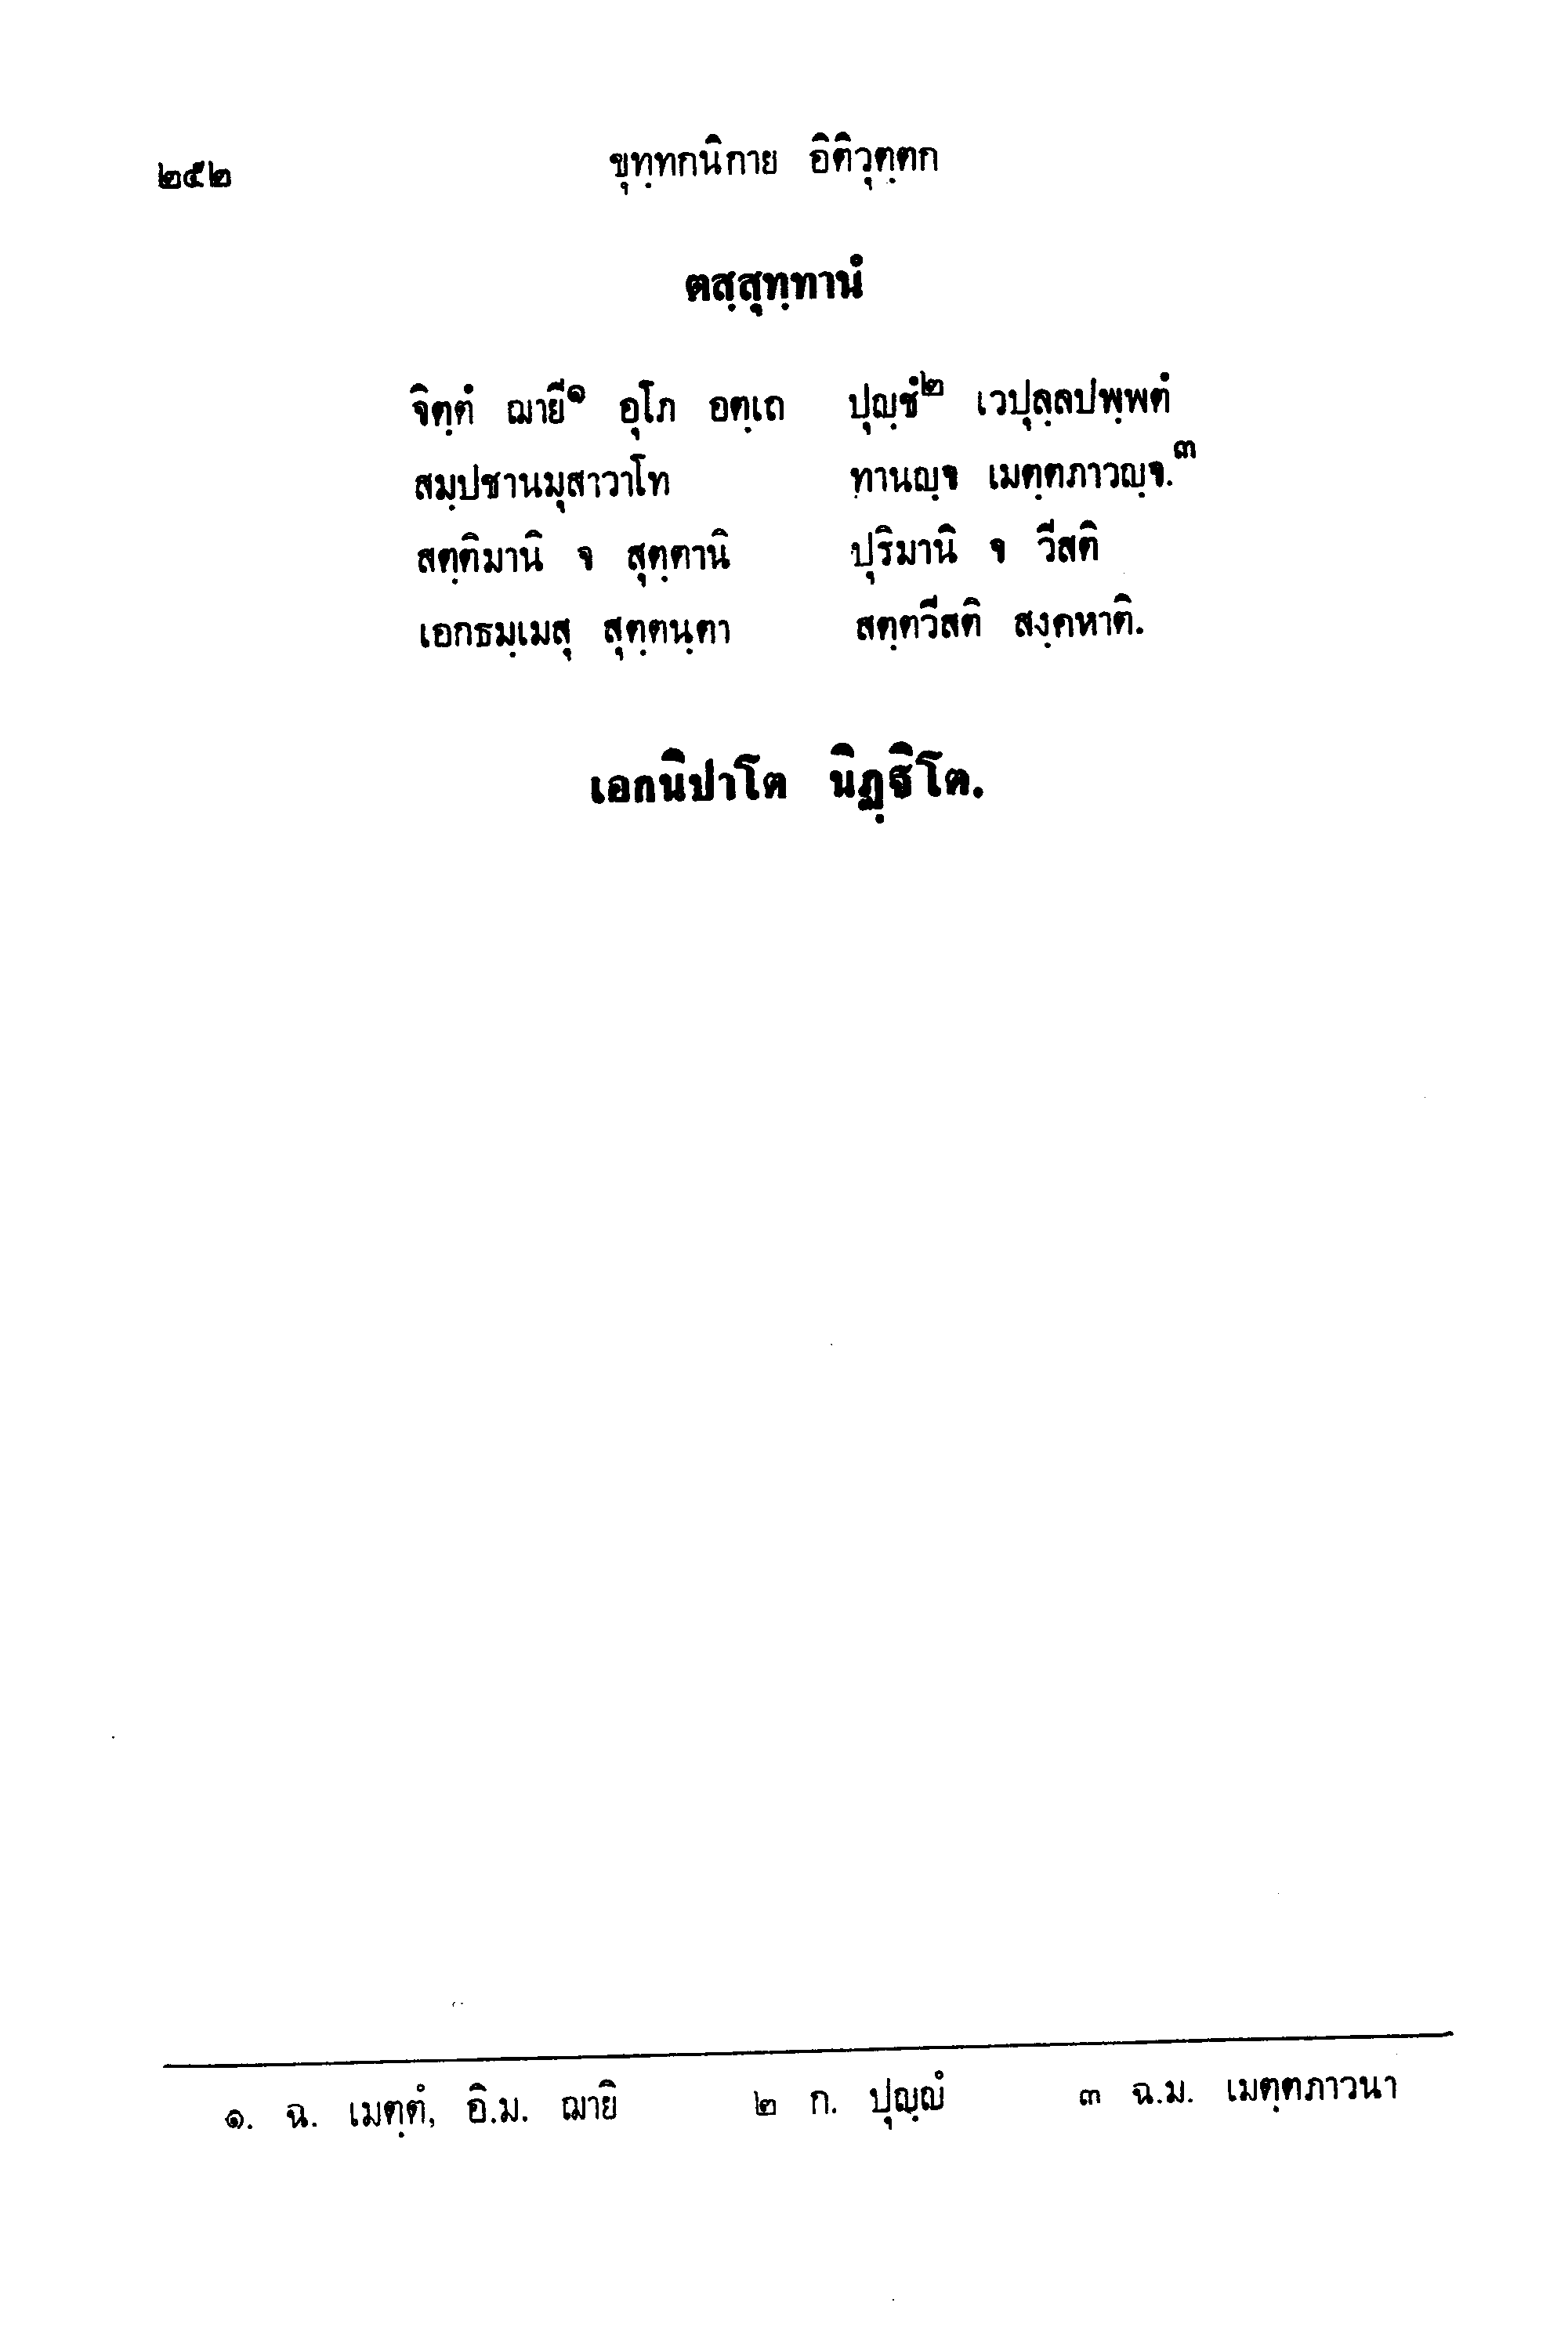 ๒๕๒ ขุทฺทกนิกาย อิติวุตฺตก
ตสฺสุทฺทานํ
จิตฺตํ ฌายี๑ อุโภ อตฺเถ ปุญฺชํ๒ เวปุลฺลปพฺพตํ
สมฺปชานมุสาวาโท ทานญฺจ เมตฺตภาวญฺจ.๓
สตฺติมานิ จ สุตฺตานิ ปุริมานิ จ วีสติ
เอกธมฺเมสุ สุตฺตนฺตา สตฺตวีสติ สงฺคหาติ.
เอกนิปาโต นิฏฺฐิโต.
๑. ฉ. เมตฺตํ, อิ.ม. ฌายิ ๒ ก. ปุญฺญํ ๓ ฉ.ม. เมตฺตภาวนา